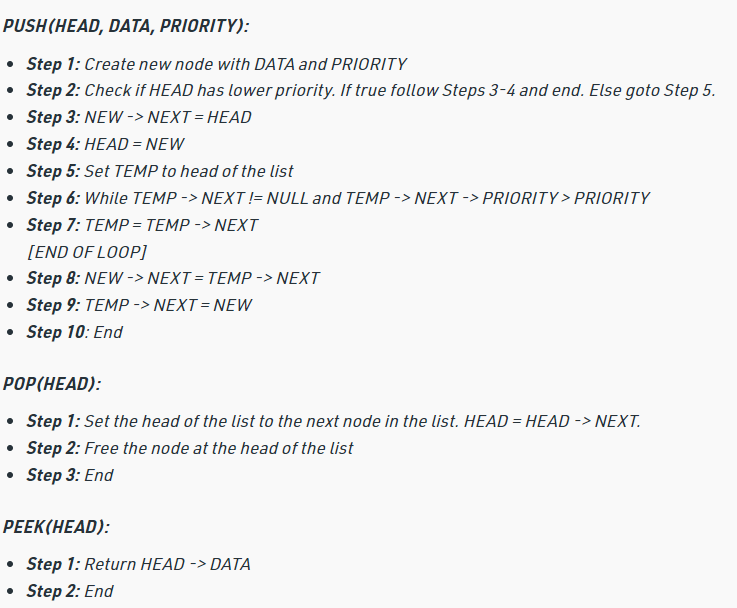 PUSH(HEAD, DATA, PRIORITY):
• Step 1: Create new node with DATA and PRIORITY
• Step 2: Check if HEAD has lower priority. If true follow Steps 3-4 and end. Else goto Step 5.
• Step 3: NEW -> NEXT = HEAD
• Step 4: HEAD = NEW
• Step 5: Set TEMP to head of the list
• Step 6: While TEMP -> NEXT != NULL and TEMP -> NEXT -> PRIORITY > PRIORITY
• Step 7: TEMP = TEMP -> NEXT
[END OF LOOP]
• Step 8: NEW -> NEXT = TEMP -> NEXT
• Step 9: TEMP -> NEXT = NEW
• Step 10: End
POP(HEAD):
• Step 1: Set the head of the list to the next node in the list. HEAD = HEAD -> NEXT.
• Step 2: Free the node at the head of the list
• Step 3: End
PEEK(HEAD):
• Step 1: Return HEAD -> DATA
• Step 2: End